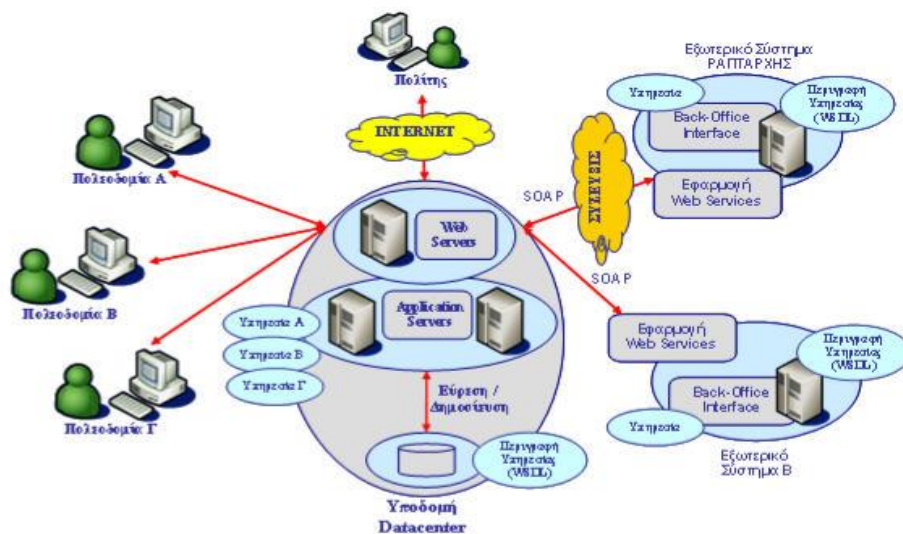 Πολίτης
INTERNET
Πολεοδομία Α
Πολεοδομία Β
Πολεοδομία Γ
Web
Servers
Application
Servers
Υπηρεσία Α
Υπηρεσία Β
Υπηρεσία Γ
Εύρεση /
Δημοσίευση
Περιγραφή
Υπηρεσίας
(WSDL)
Υποδομή
Datacenter
SOAP
ΣΥΖΕΥΞΙΣ
SOAP
Εξωτερικό Σύστημα
ΡΑΠΤΑΡΧΗΣ
Υπηρεσία
Περιγραφή
Υπηρεσίας
(WSDL)
Back-Office
Interface
Εφαρμογή
Web Services
Εφαρμογή
Web Services
Περιγραφή
Υπηρεσίας
(WSDL)
Back-Office
Interface
Υπηρεσία
Εξωτερικό
Σύστημα Β